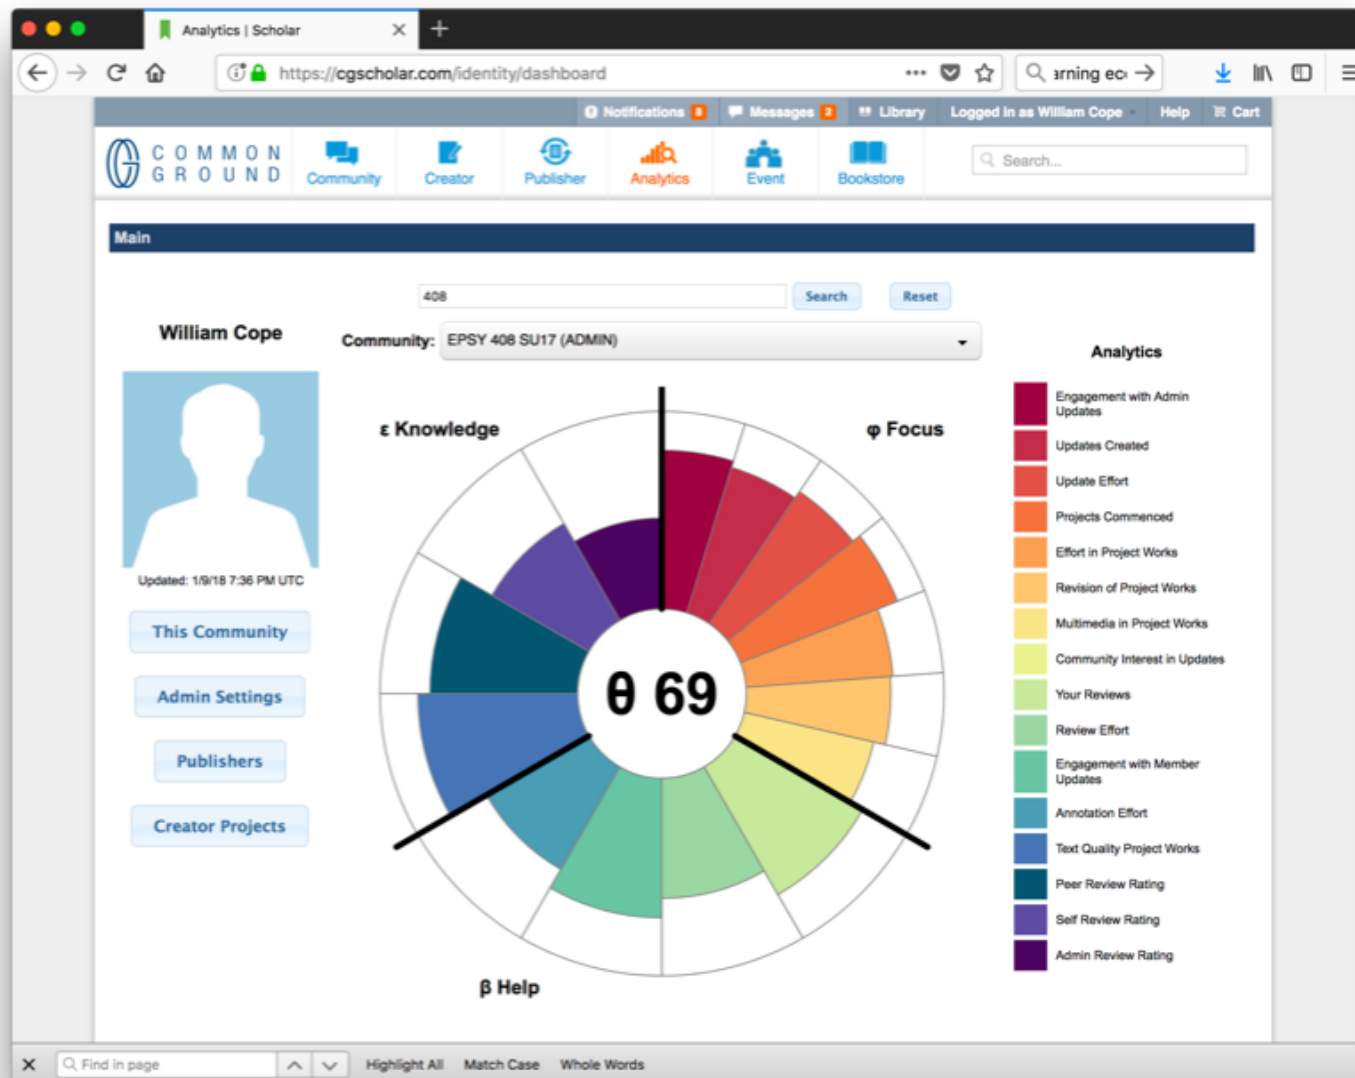 Analytics | Scholar
https://cgscholar.com/identity/dashboard
arning ec
Notifications 8 Messages 2 Library Logged in as William Cope Help Cart
COMMON
GROUND
Community Creator Publisher Analytics Event Bookstore
Search...
Main
408 Search Reset
William Cope
Community: EPSY 408 SU17 (ADMIN)
ε Knowledge
φ Focus
θ 69
β Help
Updated: 1/9/18 7:36 PM UTC
This Community
Admin Settings
Publishers
Creator Projects
Analytics
Engagement with Admin
Updates
Updates Created
Update Effort
Projects Commenced
Effort in Project Works
Revision of Project Works
Multimedia in Project Works
Community Interest in Updates
Your Reviews
Review Effort
Engagement with Member
Updates
Annotation Effort
Text Quality Project Works
Peer Review Rating
Self Review Rating
Admin Review Rating
Find in page Highlight All Match Case Whole Words